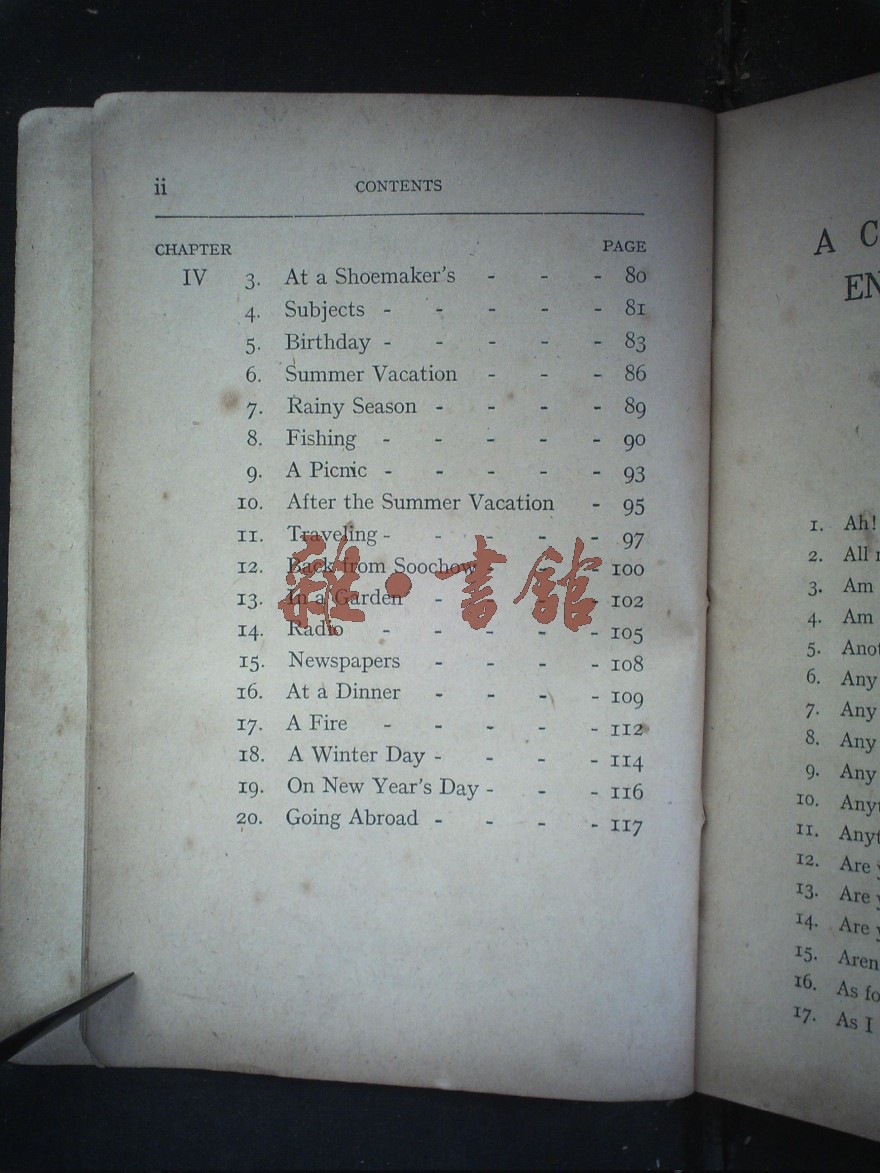 ii CONTENTS
CHAPTER PAGE
IV 3. At a Shoemaker's - - - 80
4. Subjects - - - - - 81
5. Birthday - - - - - 83
6. Summer Vacation - - - 86
7. Rainy Season - - - - 89
8. Fishing - - - - - 90
9. A Picnic - - - - - 93
10. After the Summer Vacation - 95
11. Traveling - - - - - 97
12. Back from Soochow - - - 100
13. In a Garden - - - - 102
14. Radio - - - - - 105
15. Newspapers - - - - 108
16. At a Dinner - - - - 109
17. A Fire - - - - - 112
18. A Winter Day - - - - 114
19. On New Year's Day - - - 116
20. Going Abroad - - - - 117
雜·書館
A C
EN
1. Ah!
2. All
3. Am
4. Am
5. Anot
6. Any
7. Any
8. Any
9. Any
10. Anyt
11. Anyt
12. Are
13. Are
14. Are
15. Aren
16. As fo
17. As I